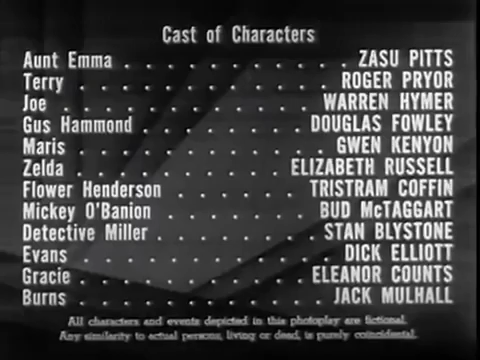 Cast of Characters
Aunt Emma . . . . . . . . . . . ZASU PITTS
Terry . . . . . . . . . . . . ROGER PRYOR
Joe . . . . . . . . . . . . WARREN HYMER
Gus Hammond . . . . . . . . DOUGLAS FOWLEY
Maris . . . . . . . . . . . . GWEN KENYON
Zelda . . . . . . . . . . ELIZABETH RUSSELL
Flower Henderson . . . . . . TRISTRAM COFFIN
Mickey O'Banion . . . . . . . BUD McTAGGART
Detective Miller . . . . . . . STAN BLYSTONE
Evans . . . . . . . . . . . . DICK ELLIOTT
Gracie . . . . . . . . . . ELEANOR COUNTS
Burns . . . . . . . . . . . . JACK MULHALL
All characters and events depicted in this photoplay are fictional.
Any similarity to actual persons, living or dead, is purely coincidental.